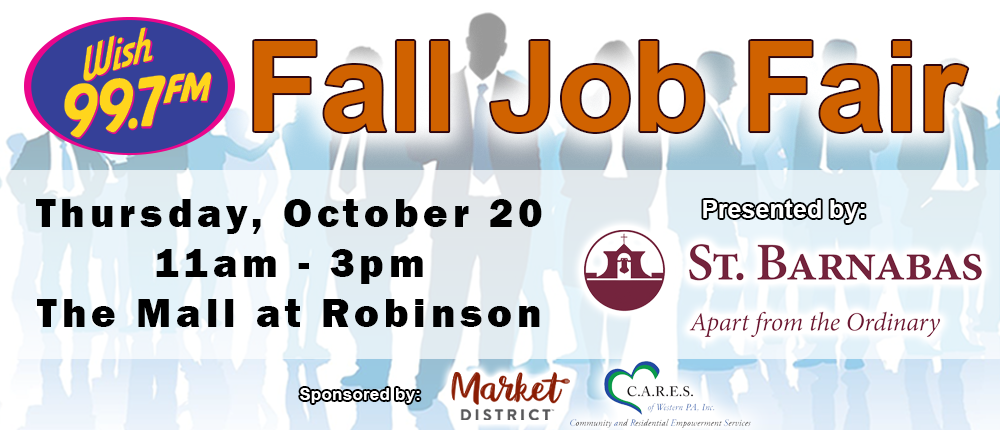 Wish
99.7FM
Fall Job Fair
Thursday, October 20
11am - 3pm
The Mall at Robinson
Presented by:
ST. BARNABAS
Apart from the Ordinary
Sponsored by:
Market
DISTRICT
C.A.R.E.S.
of Western PA. Inc.
Community and Residential Empowerment Services